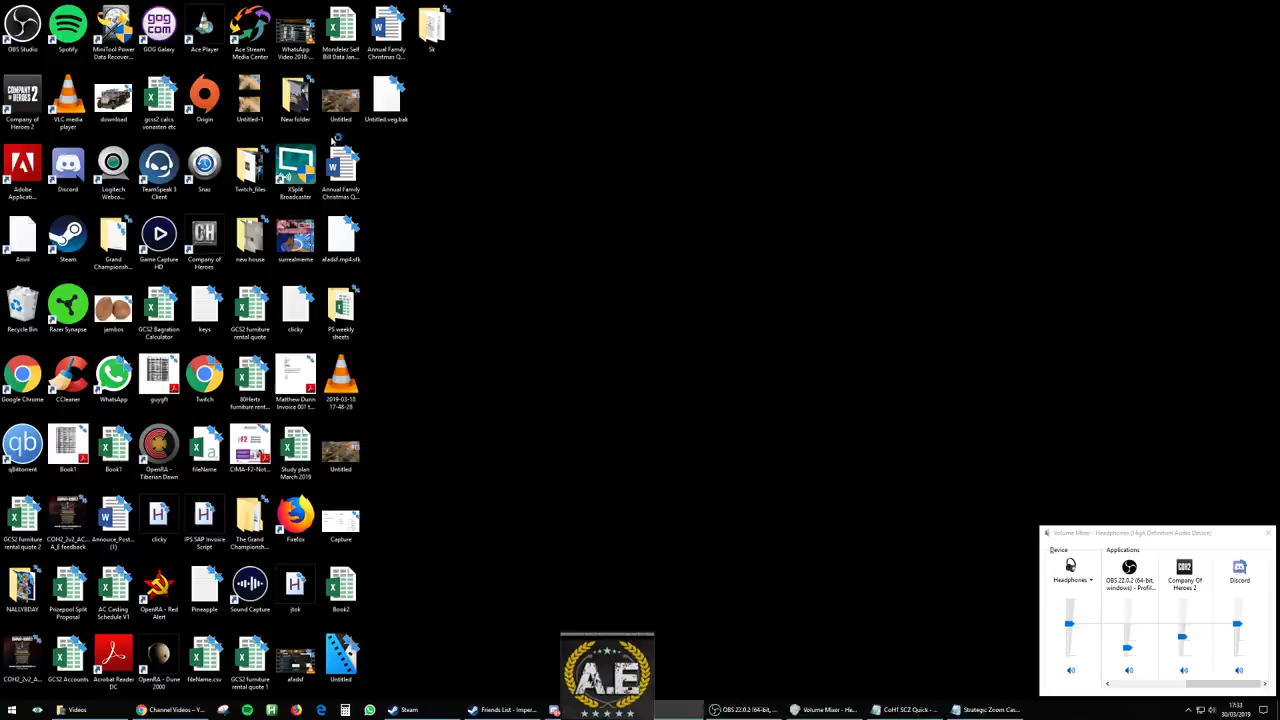 OBS Studio
Spotify
MiniTool Power
Data Recover...
GOG Galaxy
Ace Player
Ace Stream
Media Center
WhatsApp
Video 2018-...
Mondelez Self
Bill Data Jan...
Annual Family
Christmas Q...
Sk
Company of
Heroes 2
VLC media
player
download
gcss2 calcs
vonasten etc
Origin
Untitled-1
New folder
Untitled
Untitled.veg.bak
Adobe
Applicati...
Discord
Logitech
Webca...
TeamSpeak 3
Client
Snaz
Twitch_files
XSplit
Broadcaster
Annual Family
Christmas Q...
Anvil
Steam
Grand
Championsh...
Game Capture
HD
Company of
Heroes
new house
surrealmeme
afadsf.mp4.sfk
Recycle Bin
Razer Synapse
jambos
GCS2 Bagration
Calculator
keys
GCS2 furniture
rental quote
clicky
PS weekly
sheets
Google Chrome
CCleaner
WhatsApp
guygft
Twitch
80Hertz
furniture rent...
Matthew Dunn
Invoice 001 t...
2019-03-18
17-48-28
qBittorrent
Book1
Book1
OpenRA -
Tiberian Dawn
fileName
CIMA-F2-Not...
Study plan
March 2019
Untitled
GCS2 furniture
rental quote 2
COH2_2v2_AC...
A_E feedback
Annouce_Post...
(1)
clicky
IPS SAP Invoice
Script
The Grand
Championsh...
Firefox
Capture
NALLYBDAY
Prizepool Split
Proposal
AC Casting
Schedule V1
OpenRA - Red
Alert
Pineapple
Sound Capture
jtok
Book2
COH2_2v2_A...
GCS2 Accounts
Acrobat Reader
DC
OpenRA - Dune
2000
fileName.csv
GCS2 furniture
rental quote 1
afadsf
Untitled
Volume Mixer - Headphones (High Definition Audio Device)
Device
Applications
Headphones
OBS 22.0.2 (64-bit,
windows) - Profil...
Company Of
Heroes 2
Discord
A.E
Videos
Channel Videos – Y...
Steam
Friends List - Imper...
OBS 22.0.2 (64-bit,...
Volume Mixer - He...
CoH1 SCZ Quick - ...
Strategic Zoom Cas...
17:33
30/03/2019